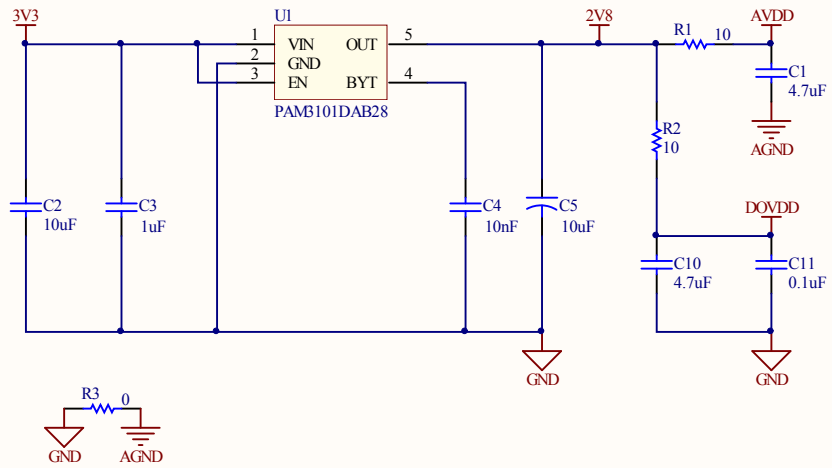 3V3
U1
2V8
AVDD
1 VIN OUT 5
2 GND
3 EN BYT 4
PAM3101DAB28
R1 10
C1
4.7uF
AGND
R2
10
C2
10uF
C3
1uF
C4
10nF
C5
10uF
DOVDD
C10
4.7uF
C11
0.1uF
GND
GND
R3 0
GND
AGND